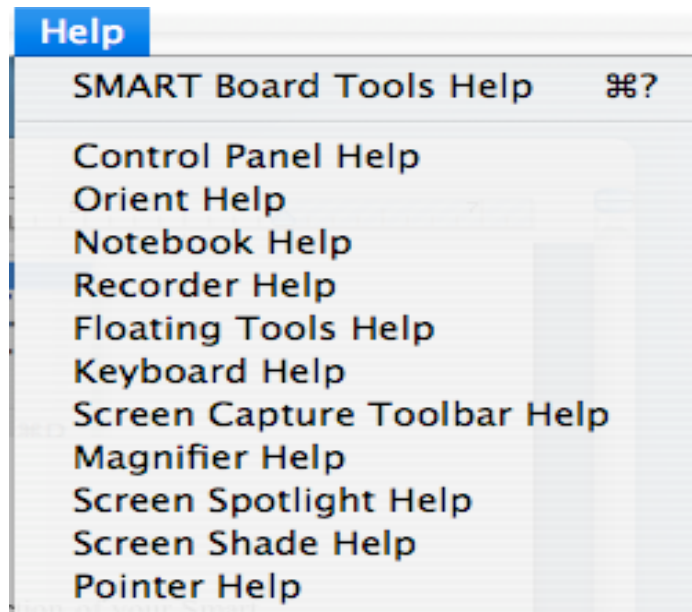 Help
SMART Board Tools Help ⌘?
Control Panel Help
Orient Help
Notebook Help
Recorder Help
Floating Tools Help
Keyboard Help
Screen Capture Toolbar Help
Magnifier Help
Screen Spotlight Help
Screen Shade Help
Pointer Help